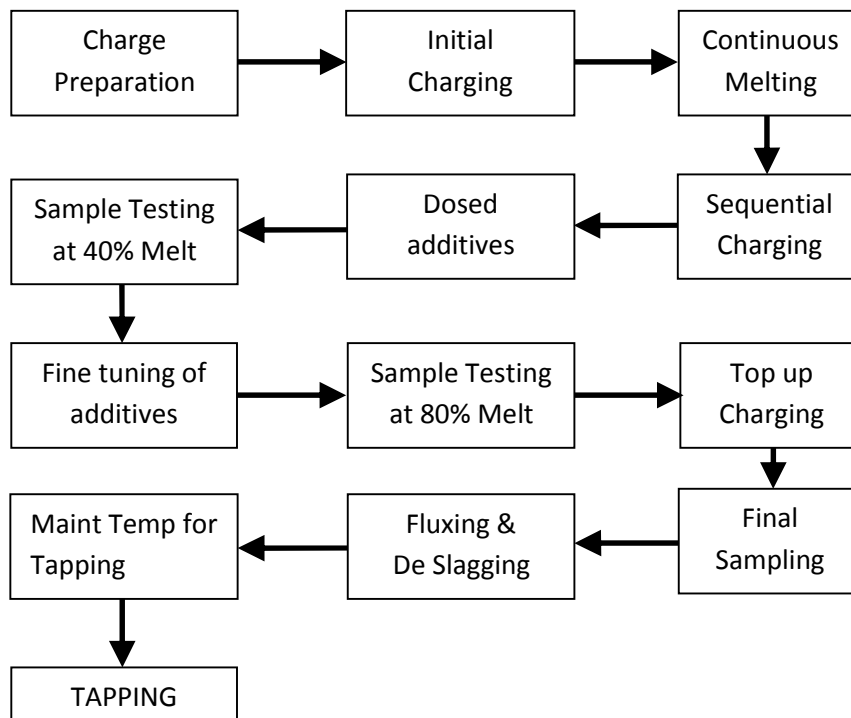 Charge
Preparation
Initial
Charging
Continuous
Melting
Sequential
Charging
Dosed
additives
Sample Testing
at 40% Melt
Fine tuning of
additives
Sample Testing
at 80% Melt
Top up
Charging
Final
Sampling
Fluxing &
De Slagging
Maint Temp for
Tapping
TAPPING